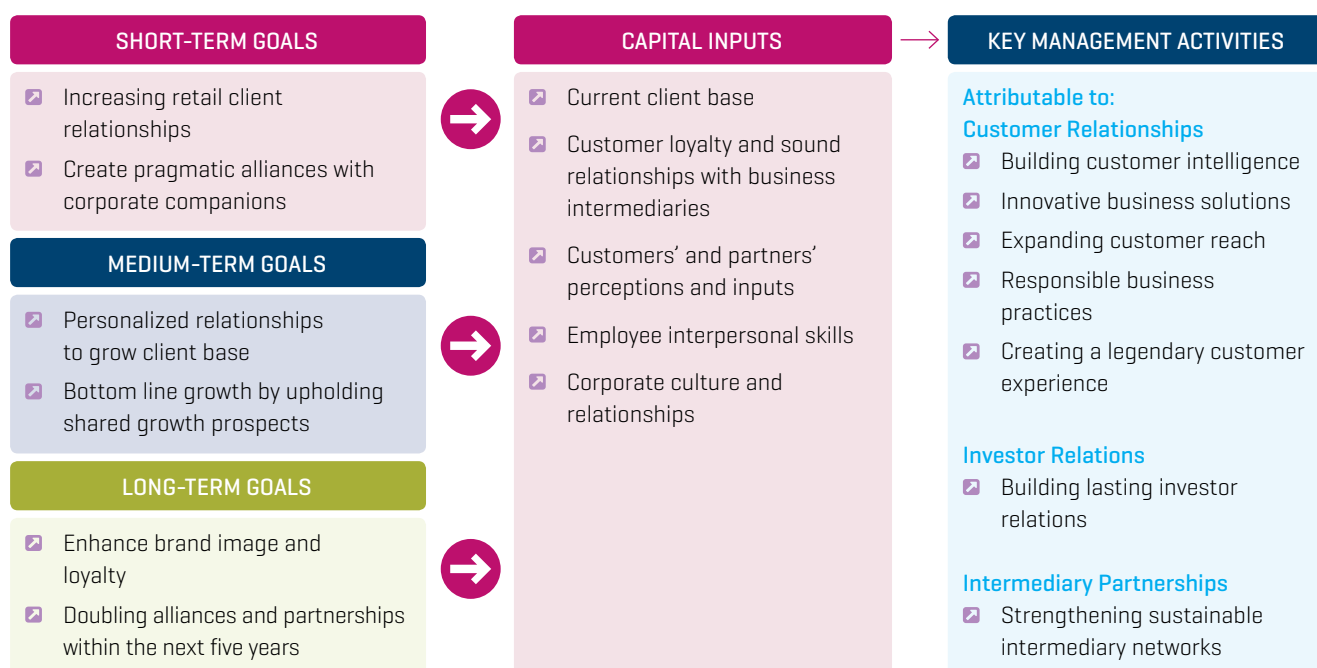 SHORT-TERM GOALS
Increasing retail client
relationships
Create pragmatic alliances with
corporate companions
MEDIUM-TERM GOALS
Personalized relationships
to grow client base
Bottom line growth by upholding
shared growth prospects
LONG-TERM GOALS
Enhance brand image and
loyalty
Doubling alliances and partnerships
within the next five years
CAPITAL INPUTS
Current client base
Customer loyalty and sound
relationships with business
intermediaries
Customers’ and partners’
perceptions and inputs
Employee interpersonal skills
Corporate culture and
relationships
KEY MANAGEMENT ACTIVITIES
Attributable to:
Customer Relationships
Building customer intelligence
Innovative business solutions
Expanding customer reach
Responsible business
practices
Creating a legendary customer
experience
Investor Relations
Building lasting investor
relations
Intermediary Partnerships
Strengthening sustainable
intermediary networks